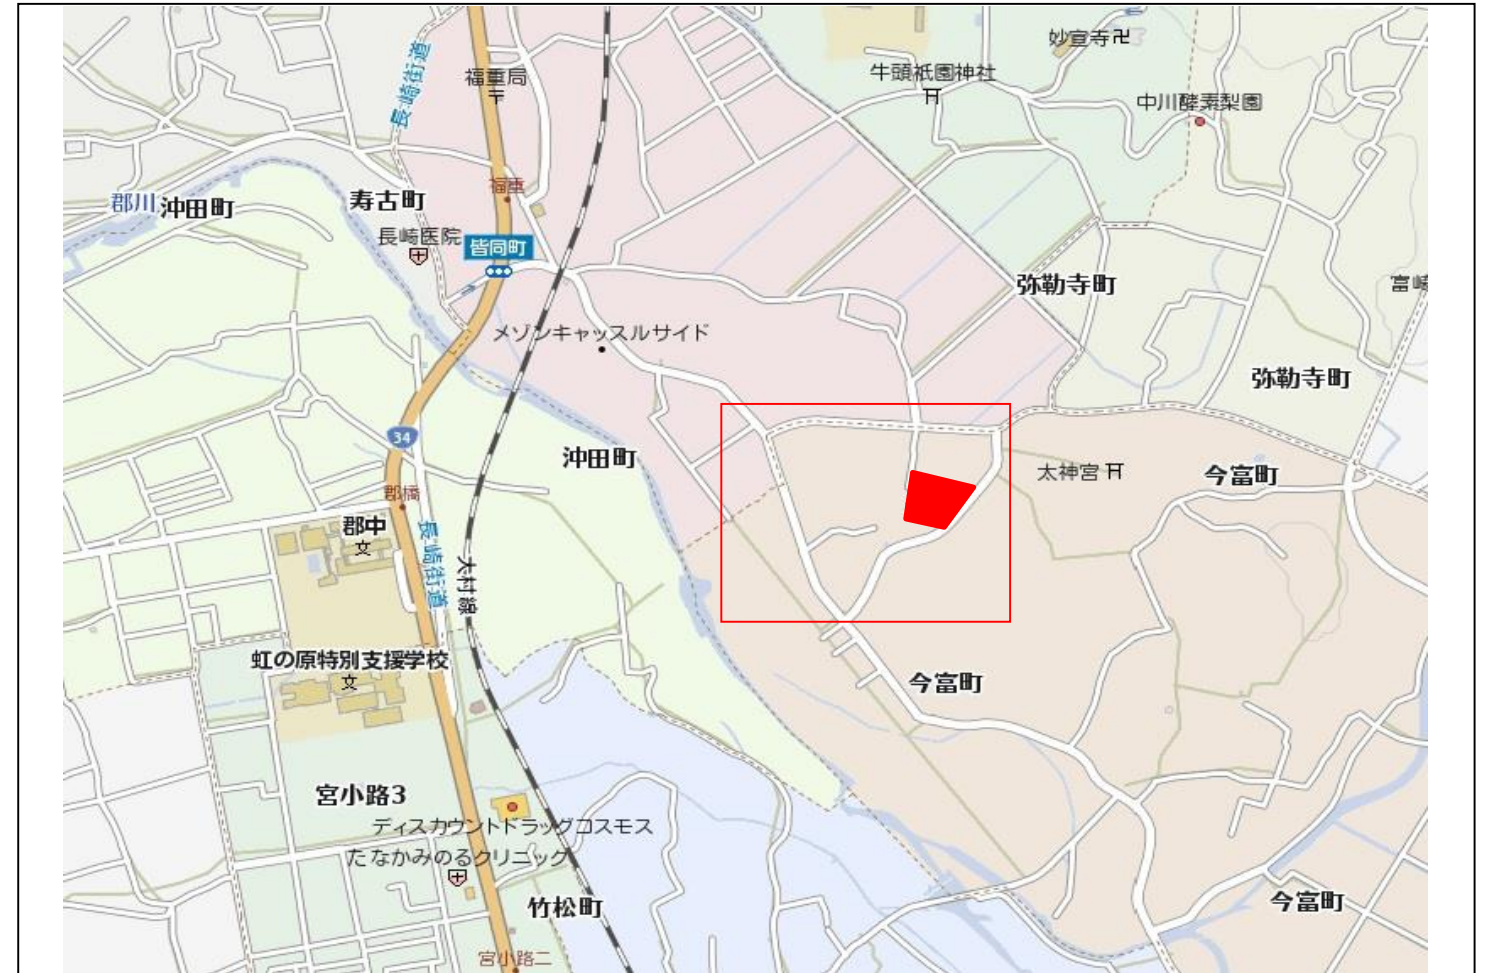 妙宣寺
長崎街道
福重局
牛頭祇園神社
中川酵素梨園
福重
郡川
沖田町
寿古町
長崎医院
皆同町
弥勒寺町
メゾンキャッスルサイド
弥勒寺町
34
沖田町
太神宮
今富町
郡橋
郡中
長崎街道
大村線
虹の原特別支援学校
今富町
宮小路3
ディスカウントドラッグコスモス
たなかみのるクリニック
竹松町
今富町
宮小路二